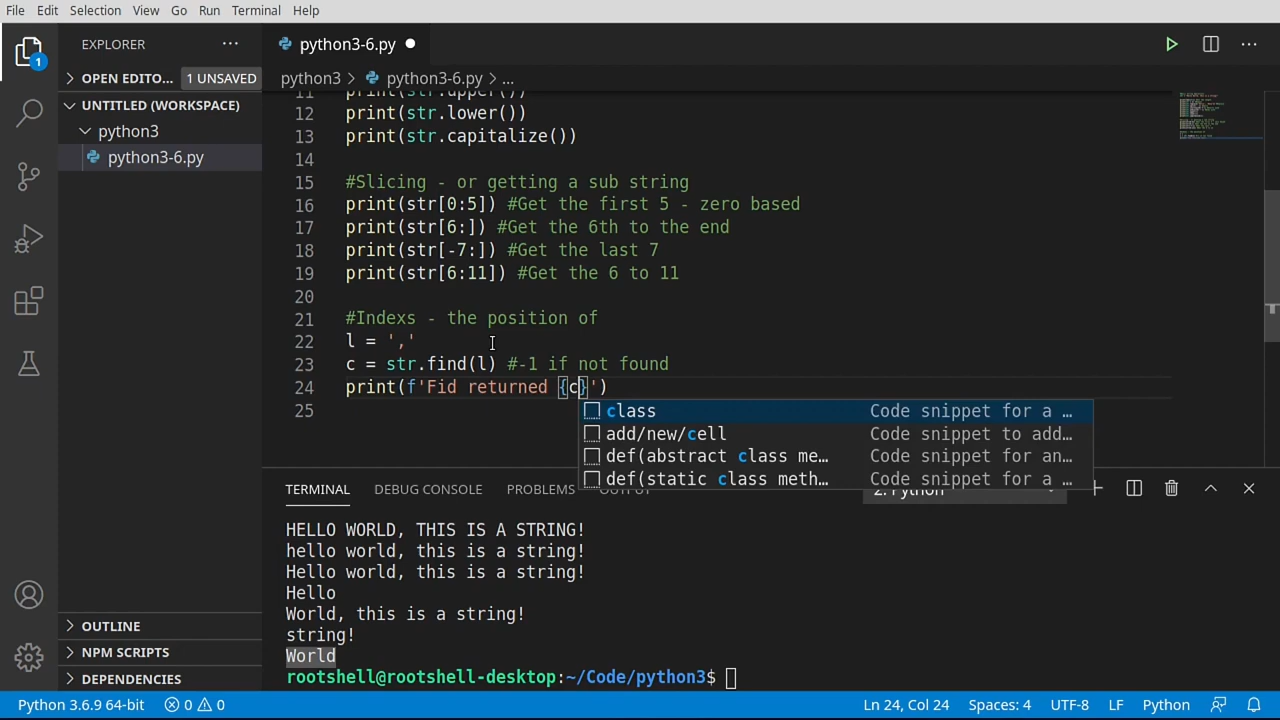 File Edit Selection View Go Run Terminal Help
EXPLORER ···
python3-6.py
OPEN EDITO... 1 UNSAVED
python3 > python3-6.py > ...
UNTITLED (WORKSPACE)
python3
python3-6.py
1
11 print(str.upper())
12 print(str.lower())
13 print(str.capitalize())
14
15 #Slicing - or getting a sub string
16 print(str[0:5]) #Get the first 5 - zero based
17 print(str[6:]) #Get the 6th to the end
18 print(str[-7:]) #Get the last 7
19 print(str[6:11]) #Get the 6 to 11
20
21 #Indexs - the position of
22 l = ','
23 c = str.find(l) #-1 if not found
24 print(f'Fid returned {c}')
25
class Code snippet for a …
add/new/cell Code snippet to add…
def(abstract class me… Code snippet for an…
def(static class meth… Code snippet for a …
TERMINAL DEBUG CONSOLE PROBLEMS OUTPUT 2: Python
HELLO WORLD, THIS IS A STRING!
hello world, this is a string!
Hello world, this is a string!
Hello
World, this is a string!
string!
World
rootshell@rootshell-desktop:~/Code/python3$
OUTLINE
NPM SCRIPTS
DEPENDENCIES
Python 3.6.9 64-bit 0 0 Ln 24, Col 24 Spaces: 4 UTF-8 LF Python